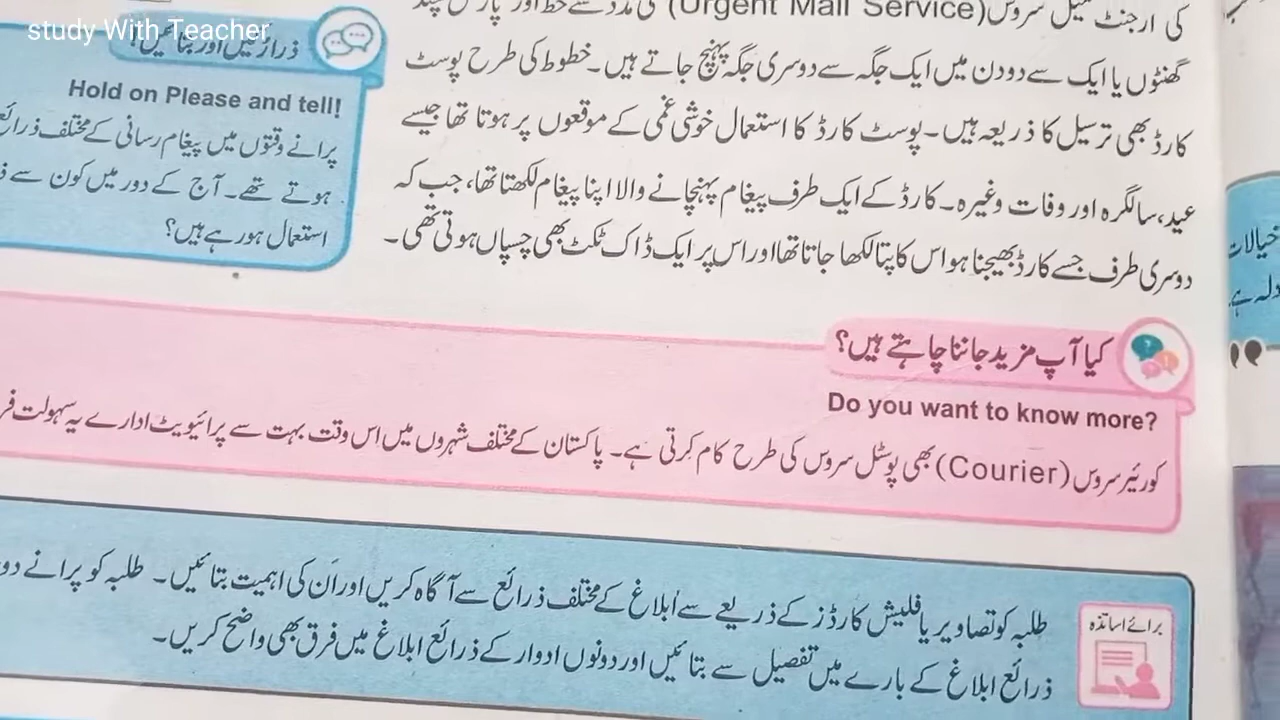 study With Teacher
کی ارجنٹ میل سروس (Urgent Mail Service) کی مدد سے خط اور پارسل چند
گھنٹوں یا ایک سے دو دن میں ایک جگہ سے دوسری جگہ پہنچ جاتے ہیں۔ خطوط کی طرح پوسٹ
کارڈ بھی ترسیل کا ذریعہ ہیں۔ پوسٹ کارڈ کا استعمال خوشی غمی کے موقعوں پر ہوتا تھا جیسے
عید، سالگرہ اور وفات وغیرہ۔ کارڈ کے ایک طرف پیغام پہنچانے والا اپنا پیغام لکھتا تھا، جب کہ
دوسری طرف جسے کارڈ بھیجنا ہو اس کا پتا لکھا جاتا تھا اور اس پر ایک ڈاک ٹکٹ بھی چسپاں ہوتی تھی۔
ذرا رکیں اور بتائیں!
Hold on Please and tell!
پرانے وقتوں میں پیغام رسانی کے مختلف ذرائع
ہوتے تھے۔ آج کے دور میں کون سے
استعمال ہو رہے ہیں؟
کیا آپ مزید جاننا چاہتے ہیں؟
Do you want to know more?
کورئیر سروس (Courier) بھی پوسٹل سروس کی طرح کام کرتی ہے۔ پاکستان کے مختلف شہروں میں اس وقت بہت سے پرائیویٹ ادارے یہ سہولت
برائے اساتذہ
طلبہ کو تصاویر یا فلیش کارڈز کے ذریعے سے اُبلاغ کے مختلف ذرائع سے آگاہ کریں اور اُن کی اہمیت بتائیں۔ طلبہ کو پرانے
ذرائع ابلاغ کے بارے میں تفصیل سے بتائیں اور دونوں ادوار کے ذرائع ابلاغ میں فرق بھی واضح کریں۔
خیالات